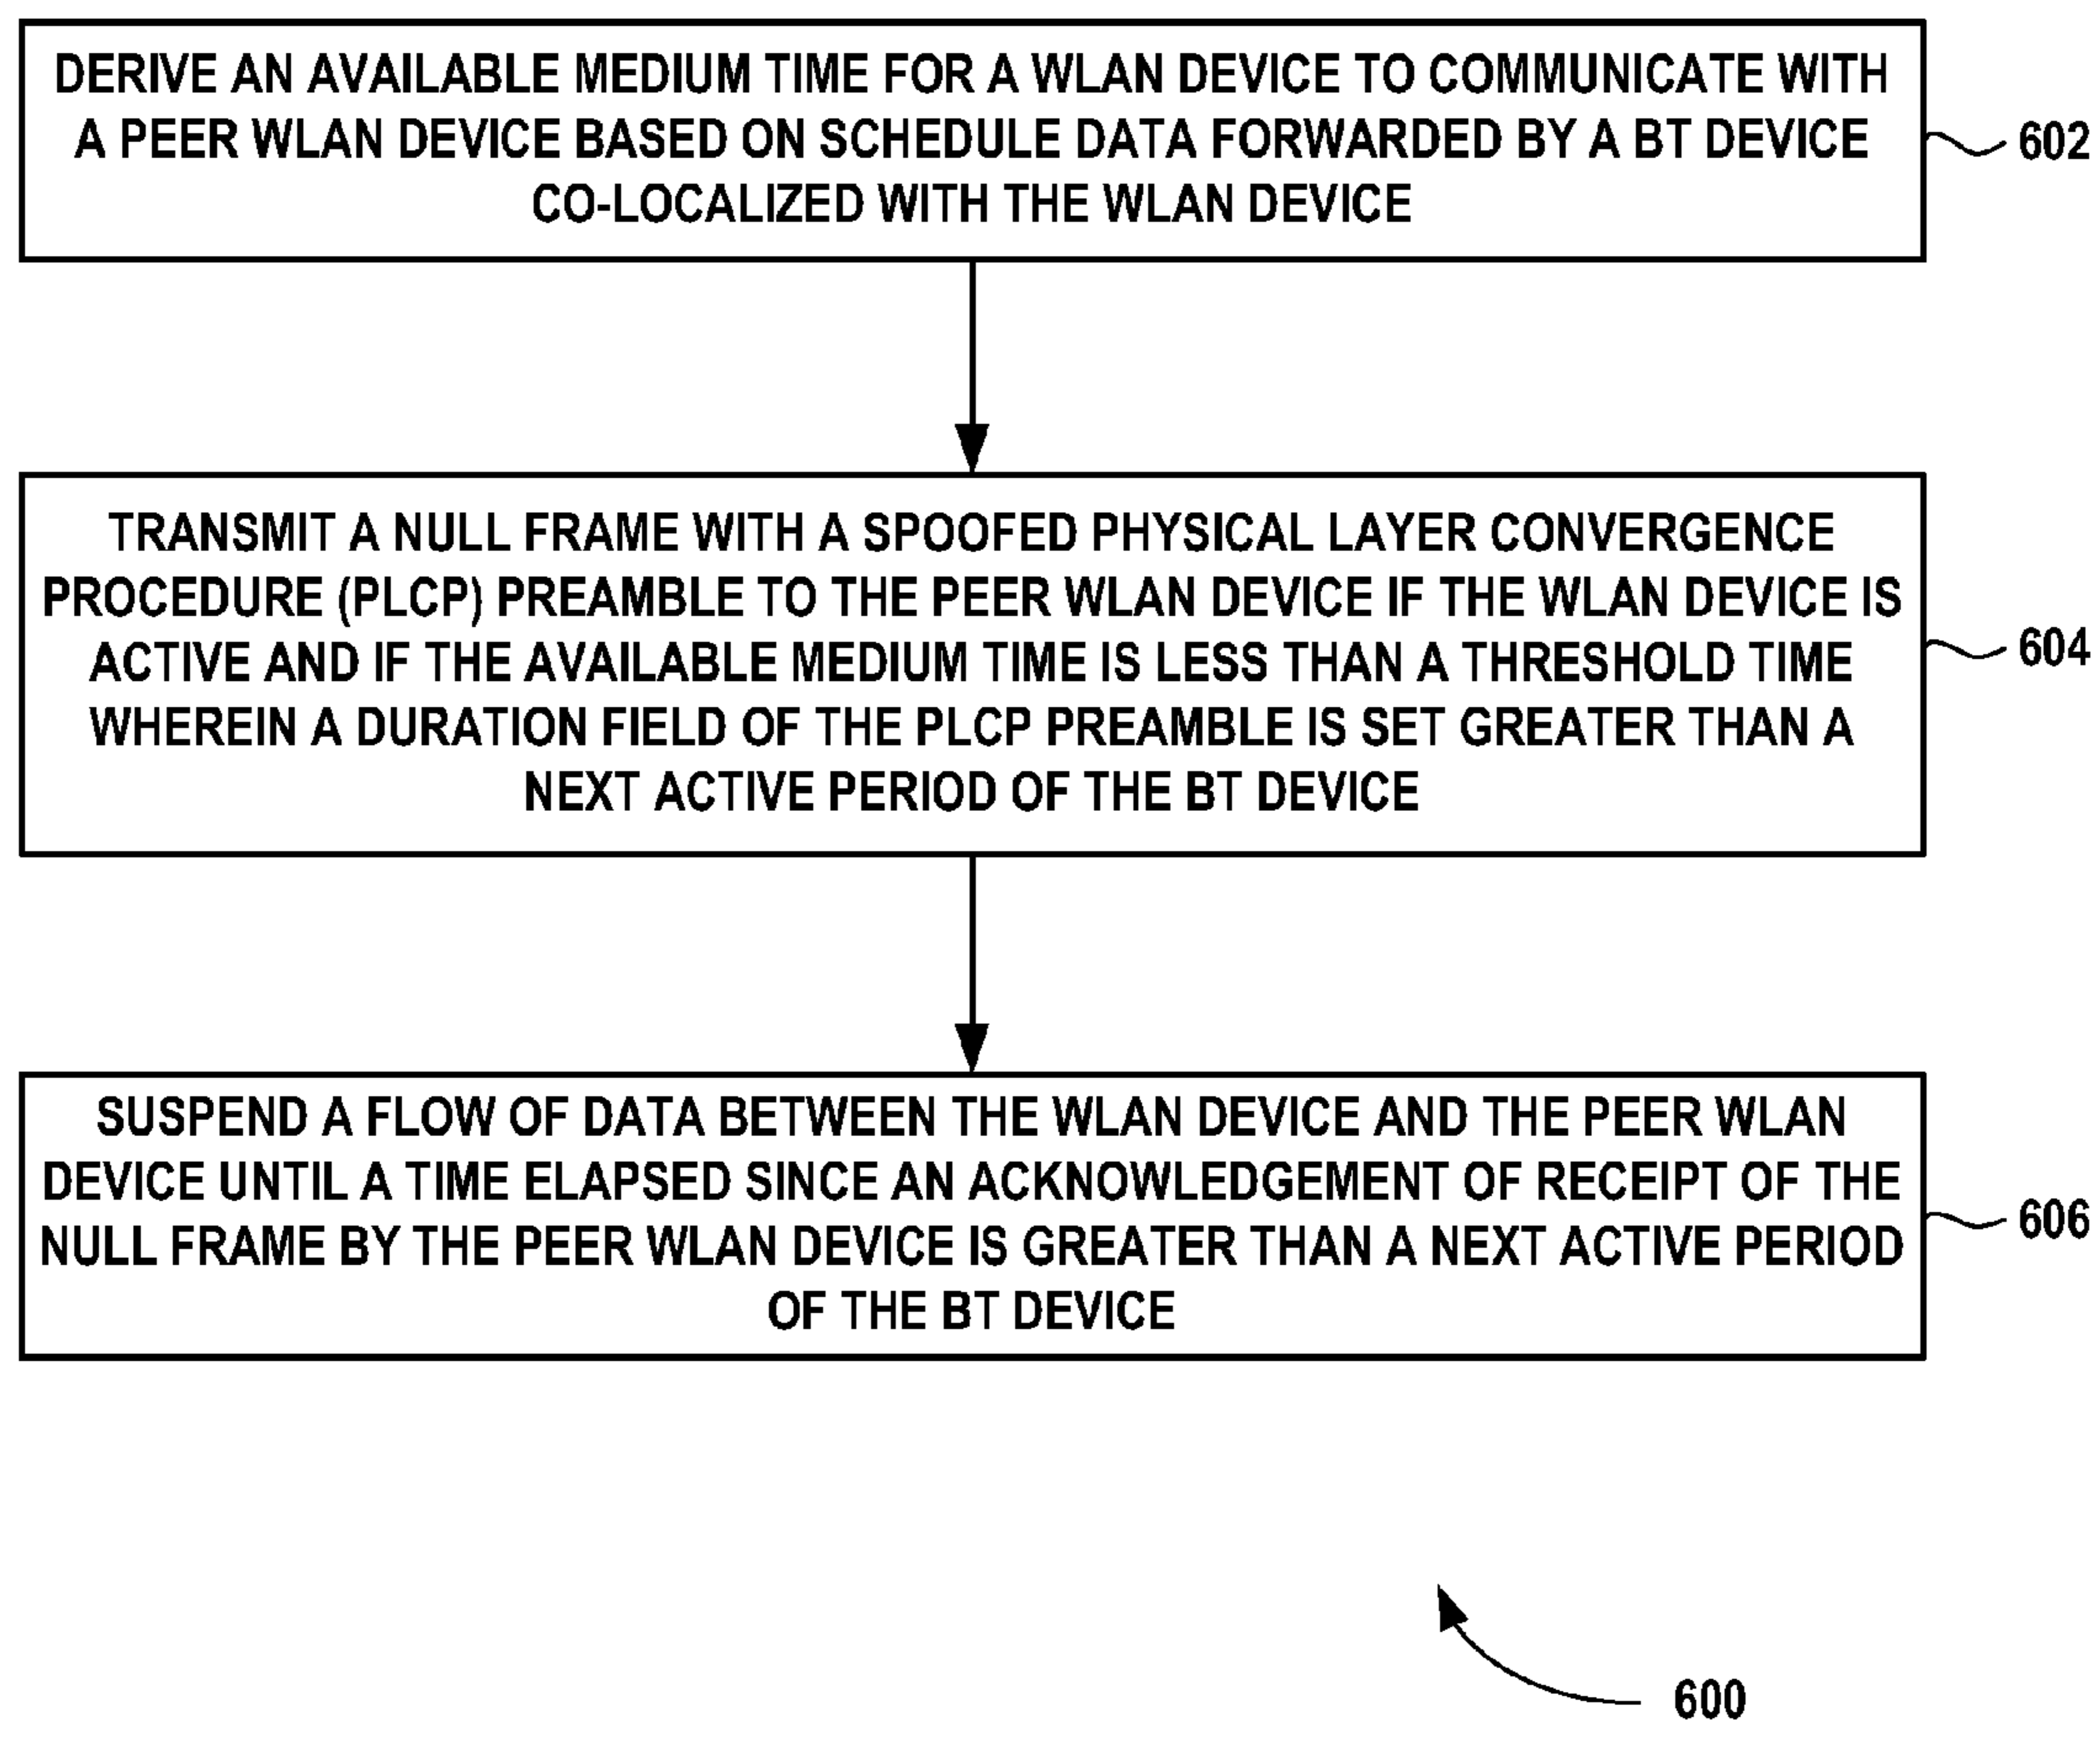 DERIVE AN AVAILABLE MEDIUM TIME FOR A WLAN DEVICE TO COMMUNICATE WITH
A PEER WLAN DEVICE BASED ON SCHEDULE DATA FORWARDED BY A BT DEVICE
CO-LOCALIZED WITH THE WLAN DEVICE
602
TRANSMIT A NULL FRAME WITH A SPOOFED PHYSICAL LAYER CONVERGENCE
PROCEDURE (PLCP) PREAMBLE TO THE PEER WLAN DEVICE IF THE WLAN DEVICE IS
ACTIVE AND IF THE AVAILABLE MEDIUM TIME IS LESS THAN A THRESHOLD TIME
WHEREIN A DURATION FIELD OF THE PLCP PREAMBLE IS SET GREATER THAN A
NEXT ACTIVE PERIOD OF THE BT DEVICE
604
SUSPEND A FLOW OF DATA BETWEEN THE WLAN DEVICE AND THE PEER WLAN
DEVICE UNTIL A TIME ELAPSED SINCE AN ACKNOWLEDGEMENT OF RECEIPT OF THE
NULL FRAME BY THE PEER WLAN DEVICE IS GREATER THAN A NEXT ACTIVE PERIOD
OF THE BT DEVICE
606
600